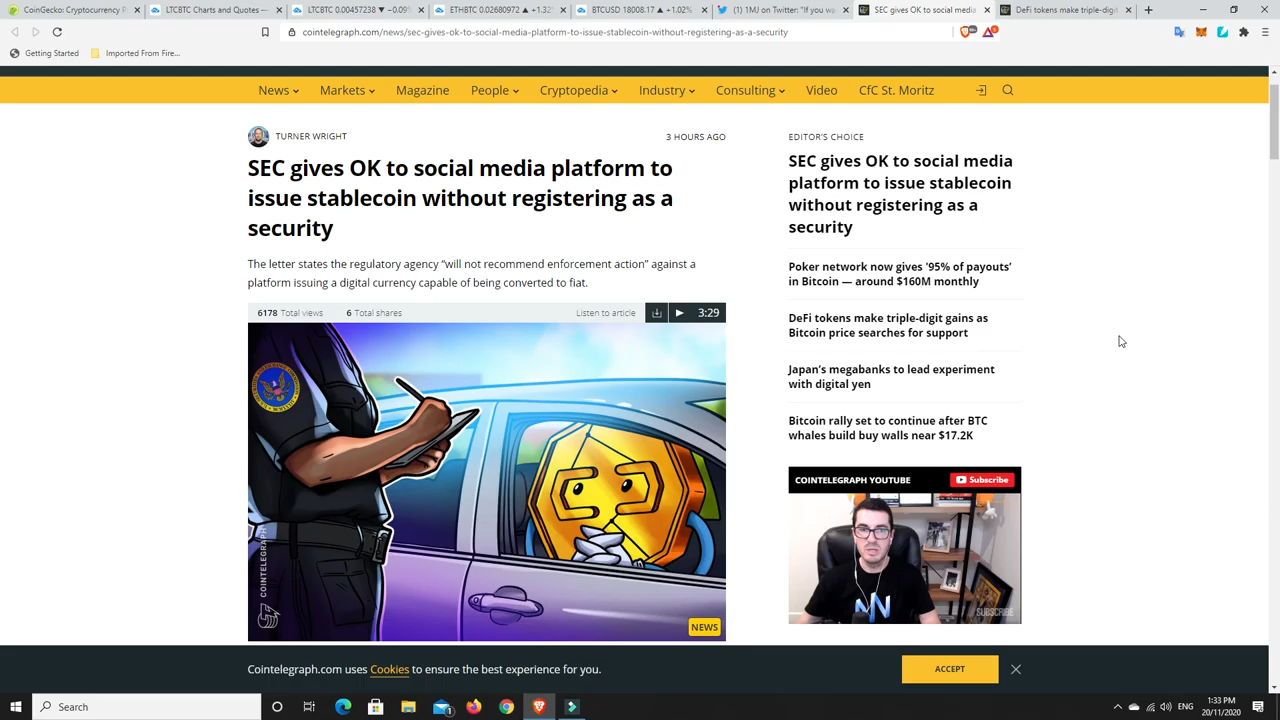 CoinGecko: Cryptocurrency P
LTCBTC Charts and Quotes —
LTCBTC 0.00457238 ▼ −0.09%
ETHBTC 0.02680972 ▲ +1.32%
BTCUSD 18008.17 ▲ +1.02%
(1) 1MJ on Twitter: "If you wa
SEC gives OK to social media
DeFi tokens make triple-digit
cointelegraph.com/news/sec-gives-ok-to-social-media-platform-to-issue-stablecoin-without-registering-as-a-security
Getting Started
Imported From Fire...
News
Markets
Magazine
People
Cryptopedia
Industry
Consulting
Video
CfC St. Moritz
TURNER WRIGHT
3 HOURS AGO
SEC gives OK to social media platform to
issue stablecoin without registering as a
security
The letter states the regulatory agency “will not recommend enforcement action” against a
platform issuing a digital currency capable of being converted to fiat.
6178 Total views
6 Total shares
Listen to article
3:29
COINTELEGRAPH
NEWS
EDITOR'S CHOICE
SEC gives OK to social media
platform to issue stablecoin
without registering as a
security
Poker network now gives '95% of payouts’
in Bitcoin — around $160M monthly
DeFi tokens make triple-digit gains as
Bitcoin price searches for support
Japan’s megabanks to lead experiment
with digital yen
Bitcoin rally set to continue after BTC
whales build buy walls near $17.2K
COINTELEGRAPH YOUTUBE
Subscribe
SUBSCRIBE
Cointelegraph.com uses Cookies to ensure the best experience for you.
ACCEPT
Search
ENG
1:33 PM
20/11/2020